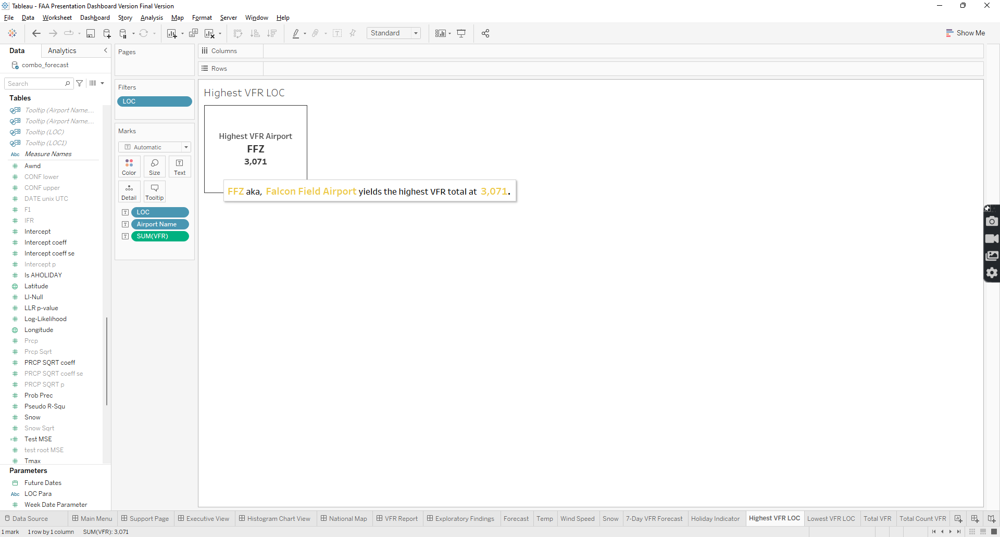 Tableau - FAA Presentation Dashboard Version Final Version
File Data Worksheet Dashboard Story Analysis Map Format Server Window Help
Standard
Show Me
Data Analytics
combo_forecast
Search
Tables
Tooltip (Airport Name,...
Tooltip (Airport Name,...
Tooltip (LOC)
Tooltip (LOC1)
Abc Measure Names
Awnd
CONF lower
CONF upper
DATE unix UTC
F1
IFR
Intercept
Intercept coeff
Intercept coeff se
Intercept p
Is AHOLIDAY
Latitude
LI-Null
LLR p-value
Log-Likelihood
Longitude
Prcp
Prcp Sqrt
PRCP SQRT coeff
PRCP SQRT coeff se
PRCP SQRT p
Prob Prec
Pseudo R-Squ
Snow
Snow Sqrt
Test MSE
test root MSE
Tmax
Parameters
Future Dates
Abc LOC Para
Week Date Parameter
Pages
Filters
LOC
Marks
Automatic
Color Size Text
Detail Tooltip
LOC
Airport Name
SUM(VFR)
Columns
Rows
Highest VFR LOC
Highest VFR Airport
FFZ
3,071
FFZ aka, Falcon Field Airport yields the highest VFR total at 3,071.
Data Source Main Menu Support Page Executive View Histogram Chart View National Map VFR Report Exploratory Findings Forecast Temp Wind Speed Snow 7-Day VFR Forecast Holiday Indicator Highest VFR LOC Lowest VFR LOC Total VFR Total Count VFR
1 mark 1 row by 1 column SUM(VFR): 3,071